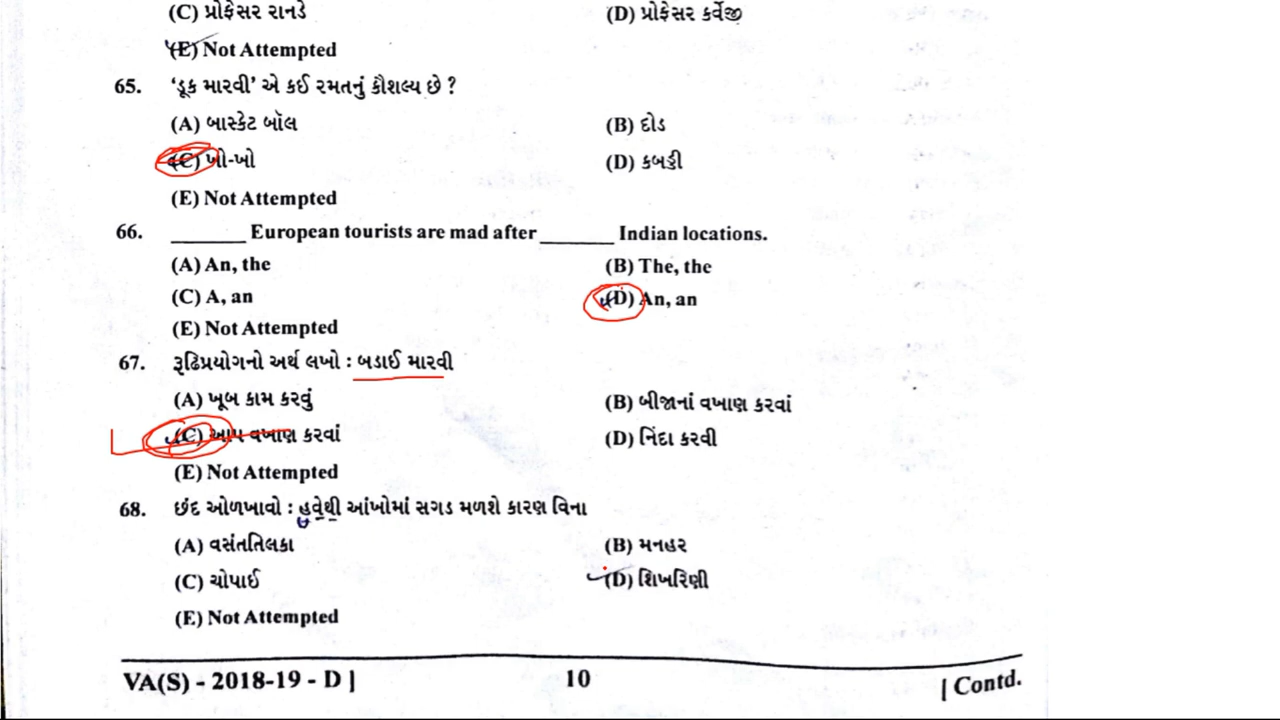 (C) પ્રોફેસર રાનડે (D) પ્રોફેસર કર્વેજી
(E) Not Attempted
65. ‘ડૂક મારવી’ એ કઈ રમતનું કૌશલ્ય છે ?
(A) બાસ્કેટ બૉલ (B) દોડ
(C) ખો-ખો (D) કબડ્ડી
(E) Not Attempted
66. ______ European tourists are mad after ______ Indian locations.
(A) An, the (B) The, the
(C) A, an (D) An, an
(E) Not Attempted
67. રૂઢિપ્રયોગનો અર્થ લખો : બડાઈ મારવી
(A) ખૂબ કામ કરવું (B) બીજાનાં વખાણ કરવાં
(C) આપ વખાણ કરવાં (D) નિંદા કરવી
(E) Not Attempted
68. છંદ ઓળખાવો : હવેથી આંખોમાં સગડ મળશે કારણ વિના
(A) વસંતતિલકા (B) મનહર
(C) ચોપાઈ (D) શિખરિણી
(E) Not Attempted
VA(S) - 2018-19 - D ] 10 [ Contd.